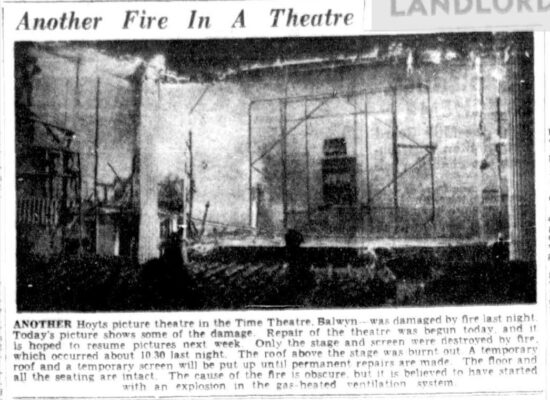 Another Fire In A Theatre
LANDLORD
ANOTHER Hoyts picture theatre in the Time Theatre, Balwyn—was damaged by fire last night.
Today's picture shows some of the damage. Repair of the theatre was begun today, and it
is hoped to resume pictures next week. Only the stage and screen were destroyed by fire,
which occurred about 10.30 last night. The roof above the stage was burnt out. A temporary
roof and a temporary screen will be put up until permanent repairs are made. The floor and
all the seating are intact. The cause of the fire is obscure, but it is believed to have started
with an explosion in the gas-heated ventilation system.